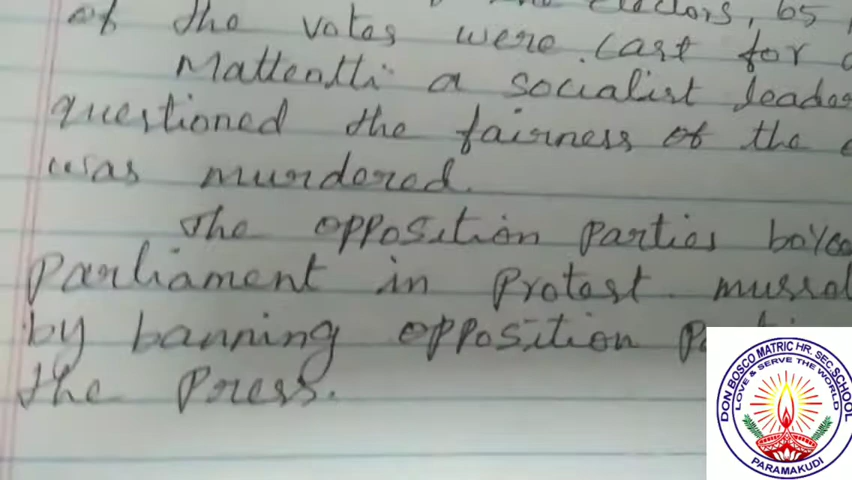 of the votes were cast for
Matteotti a socialist leader
questioned the fairness of the
was murdered.
The opposition parties
Parliament in Protest.
by banning opposition
the Press.
DON BOSCO MATRIC HR. SEC SCHOOL
LOVE & SERVE THE WORLD
PARAMAKUDI